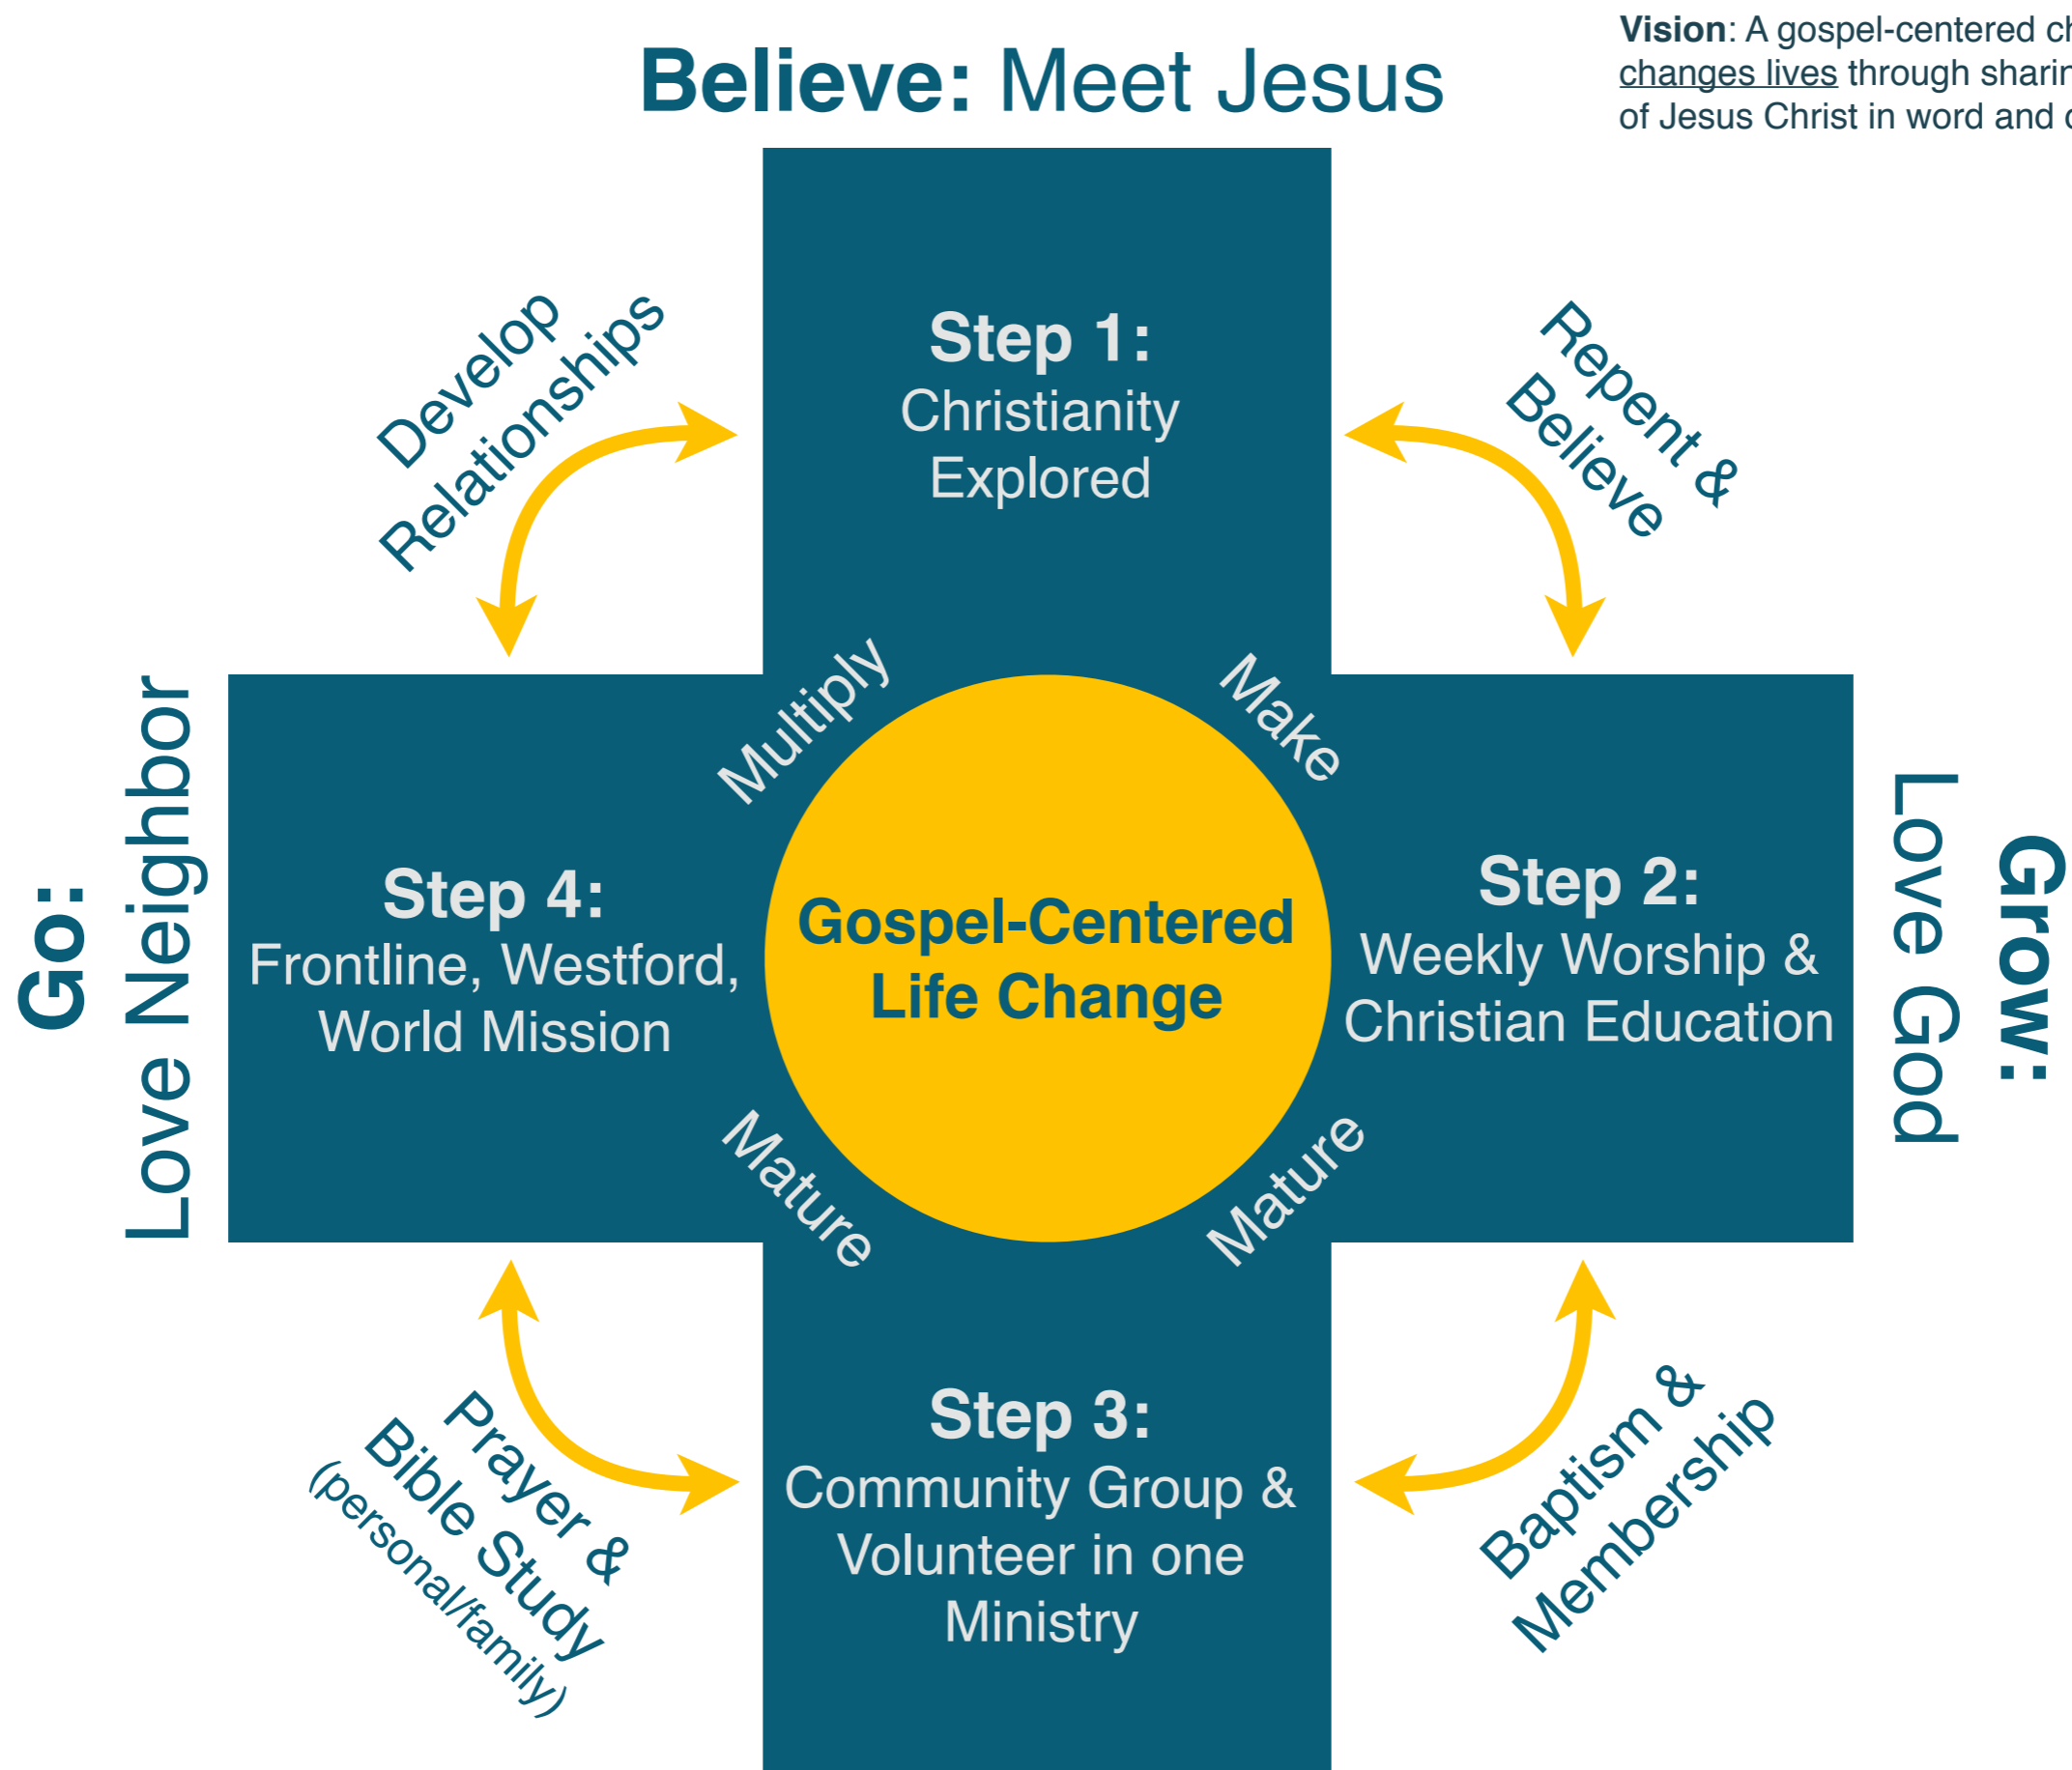 Believe: Meet Jesus
Vision: A gospel-centered
changes lives through
of Jesus Christ in word and
Develop
Relationships
Step 1:
Christianity
Explored
Repent &
Believe
Multiply
Make
Go:
Love Neighbor
Step 4:
Frontline, Westford,
World Mission
Gospel-Centered
Life Change
Step 2:
Weekly Worship &
Christian Education
Grow:
Love God
Mature
Mature
Prayer &
Bible Study
(personal/family)
Step 3:
Community Group &
Volunteer in one
Ministry
Baptism &
Membership